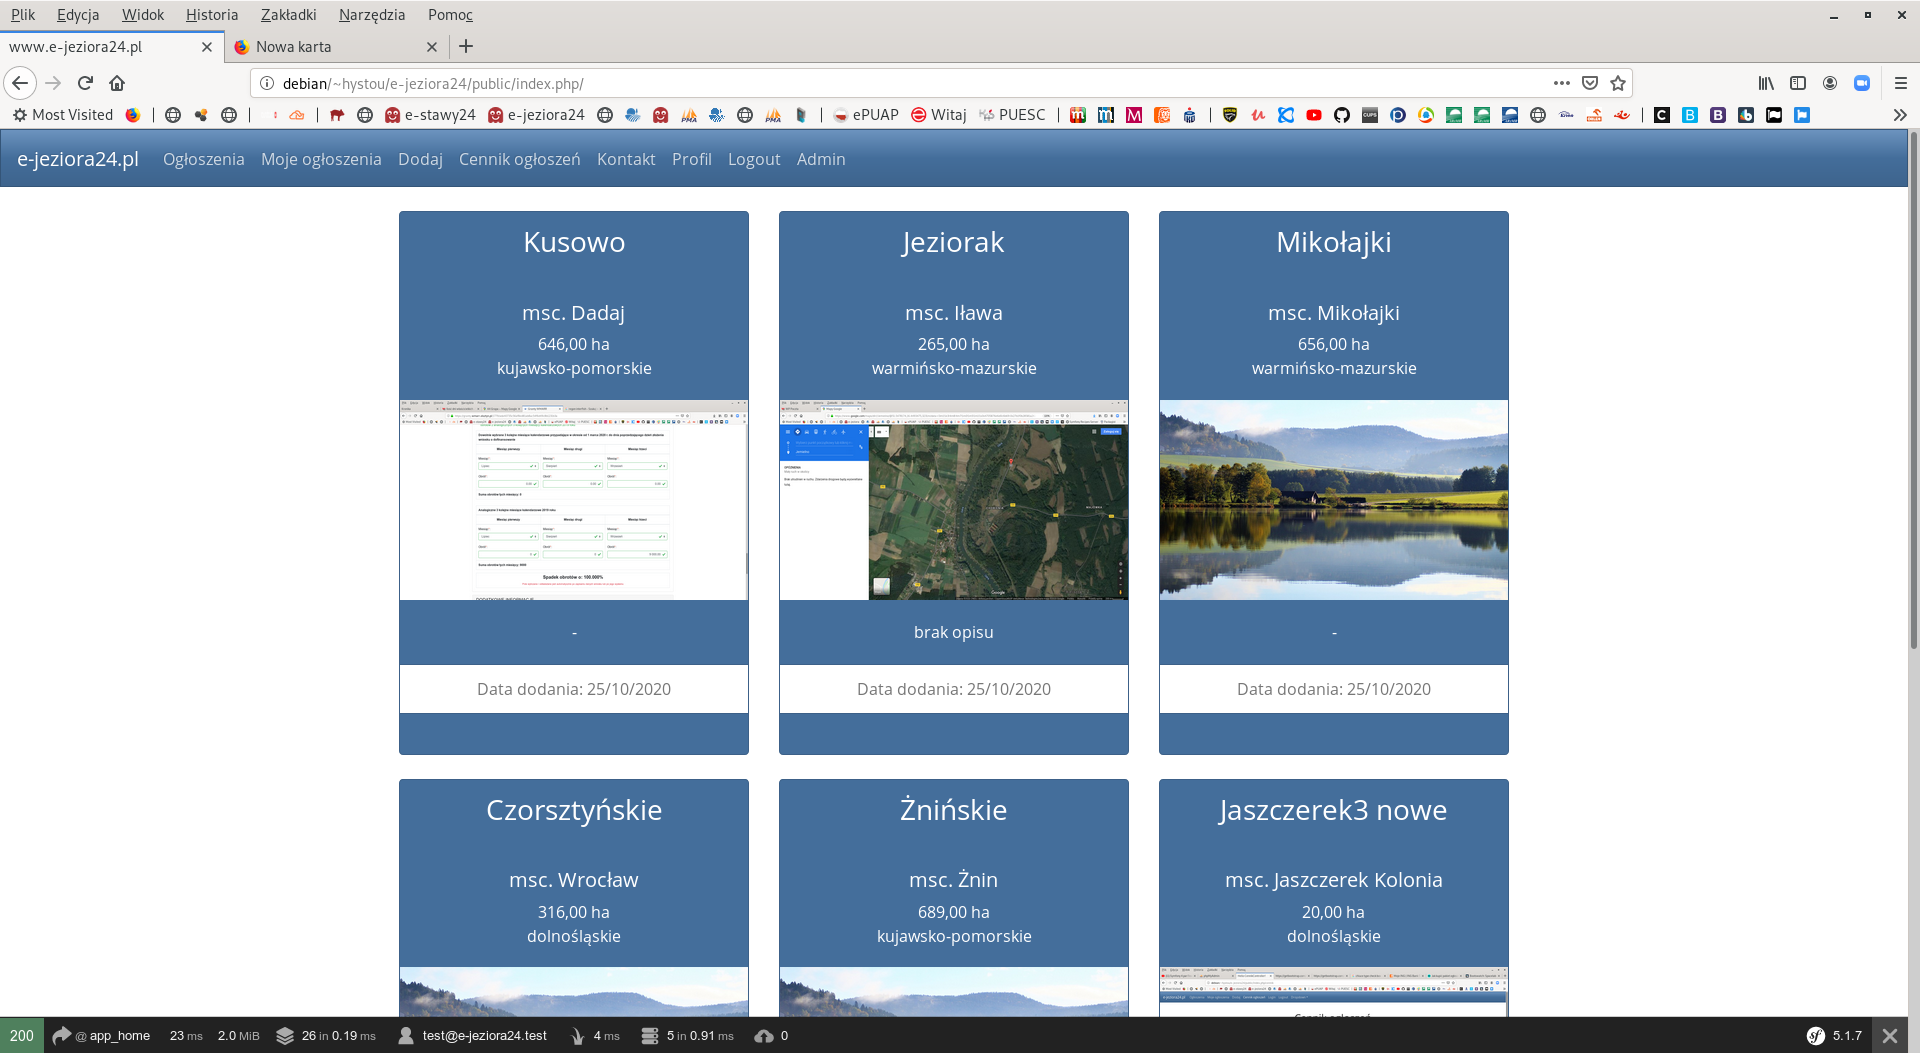 Plik Edycja Widok Historia Zakładki Narzędzia Pomoc
www.e-jeziora24.pl Nowa karta
debian/~hystou/e-jeziora24/public/index.php/
Most Visited e-stawy24 e-jeziora24 ePUAP Witaj PUESC
e-jeziora24.pl Ogłoszenia Moje ogłoszenia Dodaj Cennik ogłoszeń Kontakt Profil Logout Admin
Kusowo
msc. Dadaj
646,00 ha
kujawsko-pomorskie
Spadek obrotów o: 100.000%
-
Data dodania: 25/10/2020
Jeziorak
msc. Iława
265,00 ha
warmińsko-mazurskie
brak opisu
Data dodania: 25/10/2020
Mikołajki
msc. Mikołajki
656,00 ha
warmińsko-mazurskie
-
Data dodania: 25/10/2020
Czorsztyńskie
msc. Wrocław
316,00 ha
dolnośląskie
Żnińskie
msc. Żnin
689,00 ha
kujawsko-pomorskie
Jaszczerek3 nowe
msc. Jaszczerek Kolonia
20,00 ha
dolnośląskie
200 @ app_home 23 ms 2.0 MiB 26 in 0.19 ms test@e-jeziora24.test 4 ms 5 in 0.91 ms 0 sf 5.1.7